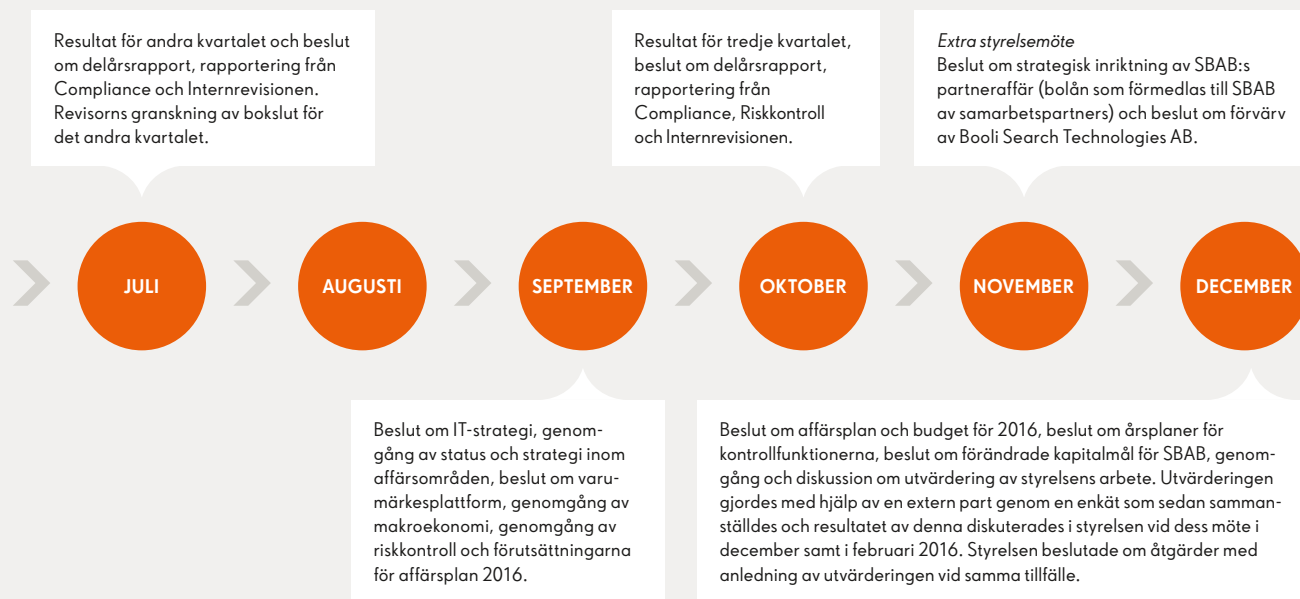 Resultat för andra kvartalet och beslut
om delårsrapport, rapportering från
Compliance och Internrevisionen.
Revisorns granskning av bokslut för
det andra kvartalet.
Resultat för tredje kvartalet,
beslut om delårsrapport,
rapportering från
Compliance, Riskkontroll
och Internrevisionen.
Extra styrelsemöte
Beslut om strategisk inriktning av SBAB:s
partneraffär (bolån som förmedlas till SBAB
av samarbetspartners) och beslut om förvärv
av Booli Search Technologies AB.
JULI
AUGUSTI
SEPTEMBER
OKTOBER
NOVEMBER
DECEMBER
Beslut om IT-strategi, genom-
gång av status och strategi inom
affärsområden, beslut om varu-
märkesplattform, genomgång av
makroekonomi, genomgång av
riskkontroll och förutsättningarna
för affärsplan 2016.
Beslut om affärsplan och budget för 2016, beslut om årsplaner för
kontrollfunktionerna, beslut om förändrade kapitalmål för SBAB, genom-
gång och diskussion om utvärdering av styrelsens arbete. Utvärderingen
gjordes med hjälp av en extern part genom en enkät som sedan samman-
ställdes och resultatet av denna diskuterades i styrelsen vid dess möte i
december samt i februari 2016. Styrelsen beslutade om åtgärder med
anledning av utvärderingen vid samma tillfälle.